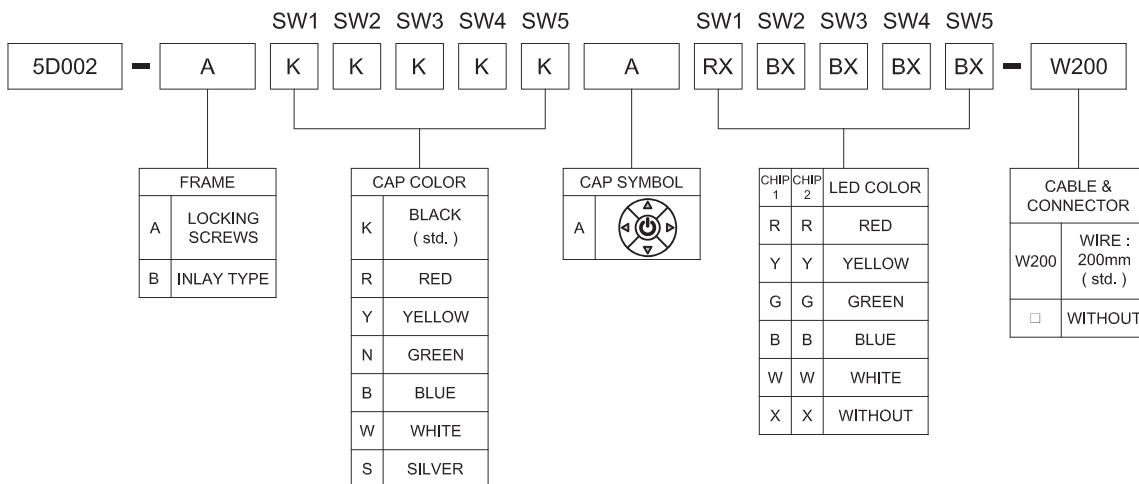 SW1 SW2 SW3 SW4 SW5 SW1 SW2 SW3 SW4 SW5
5D002 - A K K K K K A RX BX BX BX BX - W200
FRAME
A LOCKING SCREWS
B INLAY TYPE
CAP COLOR
K BLACK ( std. )
R RED
Y YELLOW
N GREEN
B BLUE
W WHITE
S SILVER
CAP SYMBOL
A
CHIP 1 CHIP 2 LED COLOR
R R RED
Y Y YELLOW
G G GREEN
B B BLUE
W W WHITE
X X WITHOUT
CABLE & CONNECTOR
W200 WIRE : 200mm ( std. )
□ WITHOUT